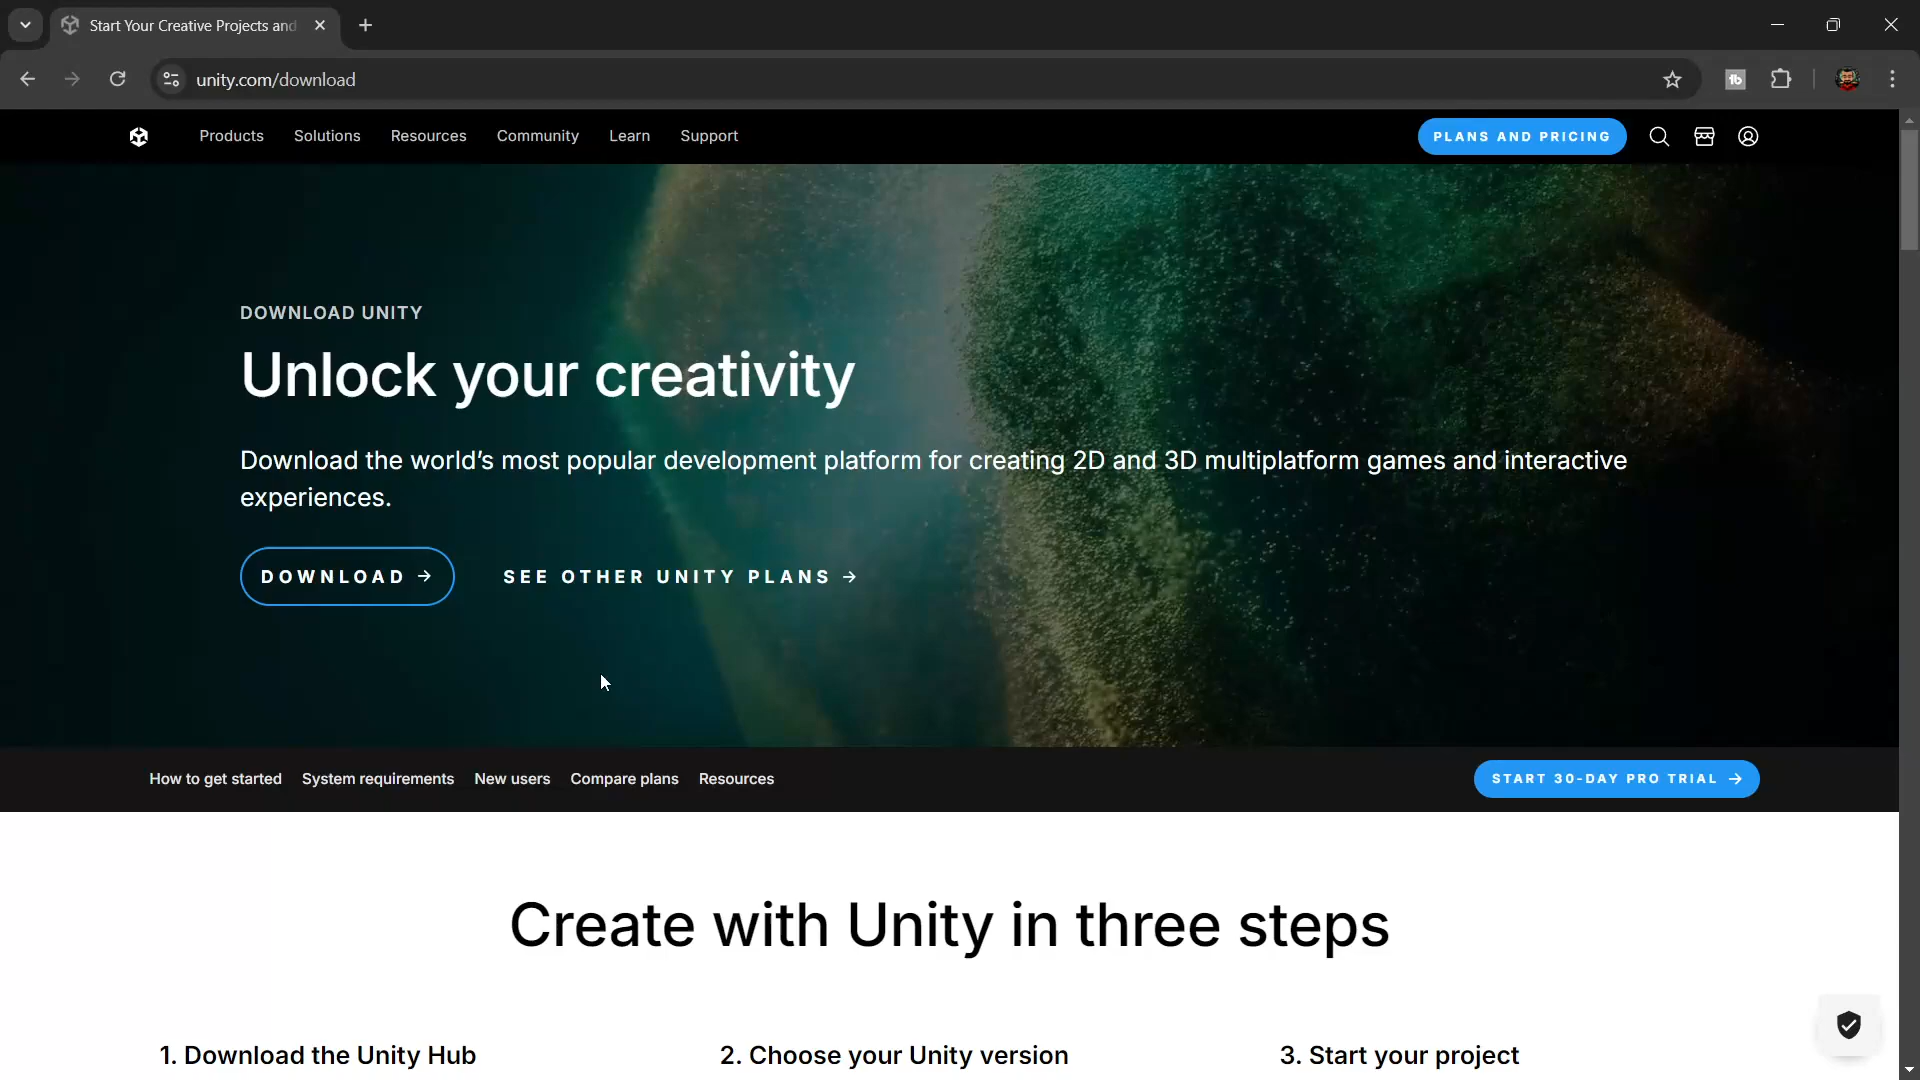 Start Your Creative Projects and
unity.com/download
Products Solutions Resources Community Learn Support
PLANS AND PRICING
DOWNLOAD UNITY
Unlock your creativity
Download the world's most popular development platform for creating 2D and 3D multiplatform games and interactive
experiences.
DOWNLOAD → SEE OTHER UNITY PLANS →
How to get started System requirements New users Compare plans Resources
START 30-DAY PRO TRIAL →
Create with Unity in three steps
1. Download the Unity Hub
2. Choose your Unity version
3. Start your project